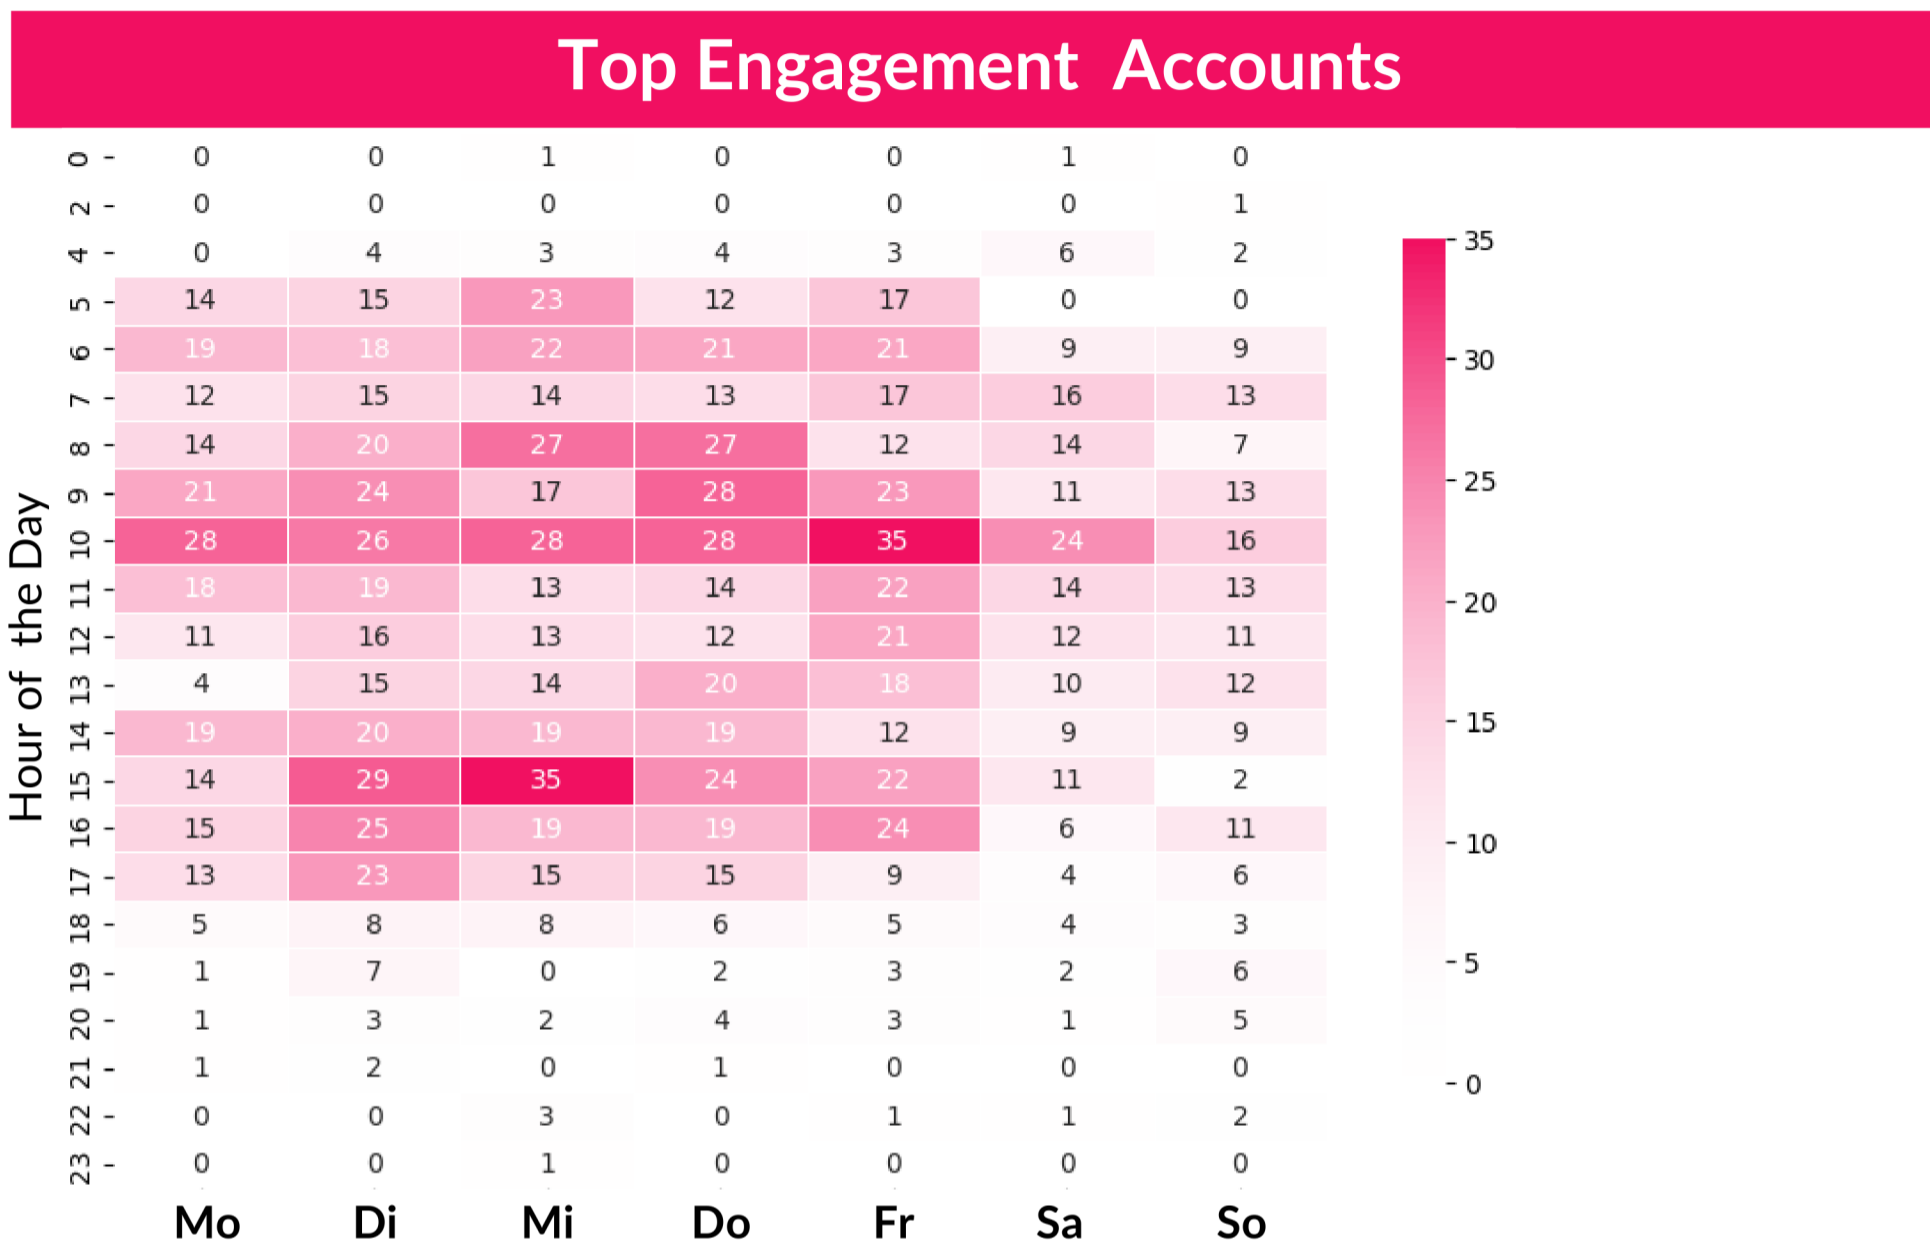 Top Engagement Accounts
Hour of the Day
0 0 0 1 0 0 1 0
2 0 0 0 0 0 0 1
4 0 4 3 4 3 6 2
5 14 15 23 12 17 0 0
6 19 18 22 21 21 9 9
7 12 15 14 13 17 16 13
8 14 20 27 27 12 14 7
9 21 24 17 28 23 11 13
10 28 26 28 28 35 24 16
11 18 19 13 14 22 14 13
12 11 16 13 12 21 12 11
13 4 15 14 20 18 10 12
14 19 20 19 19 12 9 9
15 14 29 35 24 22 11 2
16 15 25 19 19 24 6 11
17 13 23 15 15 9 4 6
18 5 8 8 6 5 4 3
19 1 7 0 2 3 2 6
20 1 3 2 4 3 1 5
21 1 2 0 1 0 0 0
22 0 0 3 0 1 1 2
23 0 0 1 0 0 0 0
Mo Di Mi Do Fr Sa So
35
30
25
20
15
10
5
0